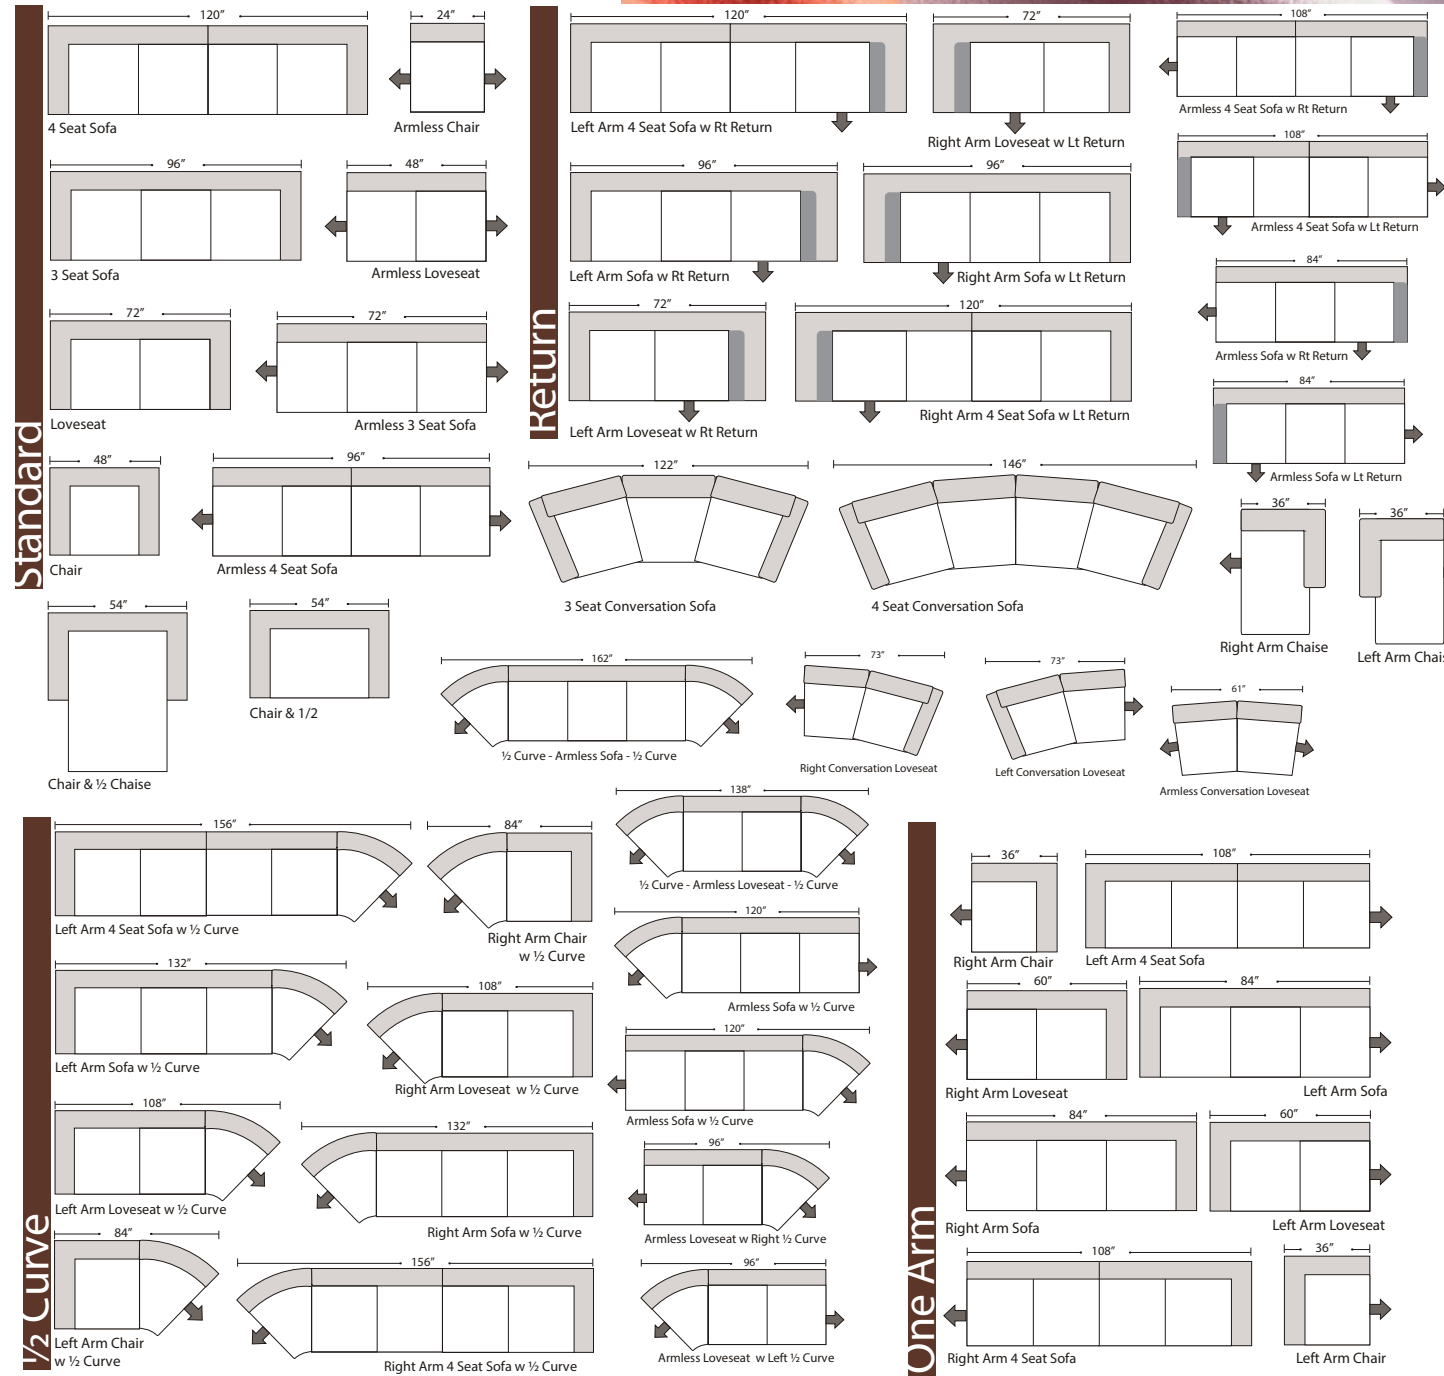 Standard
120”
4 Seat Sofa
24”
Armless Chair
96”
3 Seat Sofa
48”
Armless Loveseat
72”
Loveseat
72”
Armless 3 Seat Sofa
48”
Chair
96”
Armless 4 Seat Sofa
54”
Chair & ½ Chaise
54”
Chair & 1/2
Return
120”
Left Arm 4 Seat Sofa w Rt Return
72”
Right Arm Loveseat w Lt Return
108”
Armless 4 Seat Sofa w Rt Return
108”
Armless 4 Seat Sofa w Lt Return
96”
Left Arm Sofa w Rt Return
96”
Right Arm Sofa w Lt Return
84”
Armless Sofa w Rt Return
72”
Left Arm Loveseat w Rt Return
120”
Right Arm 4 Seat Sofa w Lt Return
84”
Armless Sofa w Lt Return
122”
3 Seat Conversation Sofa
146”
4 Seat Conversation Sofa
36”
Right Arm Chaise
36”
Left Arm Chais
162”
½ Curve - Armless Sofa - ½ Curve
73”
Right Conversation Loveseat
73”
Left Conversation Loveseat
61”
Armless Conversation Loveseat
½ Curve
156”
Left Arm 4 Seat Sofa w ½ Curve
84”
Right Arm Chair
w ½ Curve
138”
½ Curve - Armless Loveseat - ½ Curve
132”
Left Arm Sofa w ½ Curve
108”
Right Arm Loveseat w ½ Curve
120”
Armless Sofa w ½ Curve
120”
Armless Sofa w ½ Curve
108”
Left Arm Loveseat w ½ Curve
132”
Right Arm Sofa w ½ Curve
96”
Armless Loveseat w Right ½ Curve
84”
Left Arm Chair
w ½ Curve
156”
Right Arm 4 Seat Sofa w ½ Curve
96”
Armless Loveseat w Left ½ Curve
One Arm
36”
Right Arm Chair
108”
Left Arm 4 Seat Sofa
60”
Right Arm Loveseat
84”
Left Arm Sofa
84”
Right Arm Sofa
60”
Left Arm Loveseat
108”
Right Arm 4 Seat Sofa
36”
Left Arm Chair